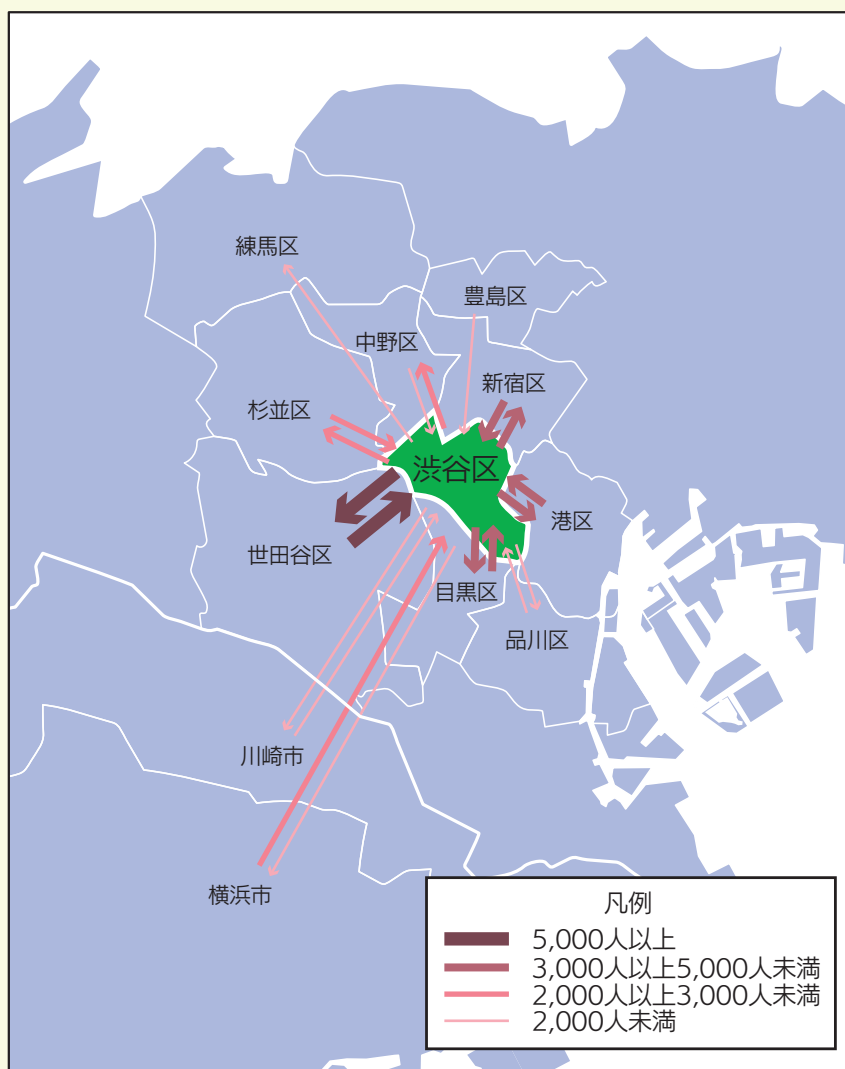 練馬区
豊島区
中野区
新宿区
杉並区
渋谷区
港区
世田谷区
目黒区
品川区
川崎市
横浜市
凡例
5,000人以上
3,000人以上5,000人未満
2,000人以上3,000人未満
2,000人未満